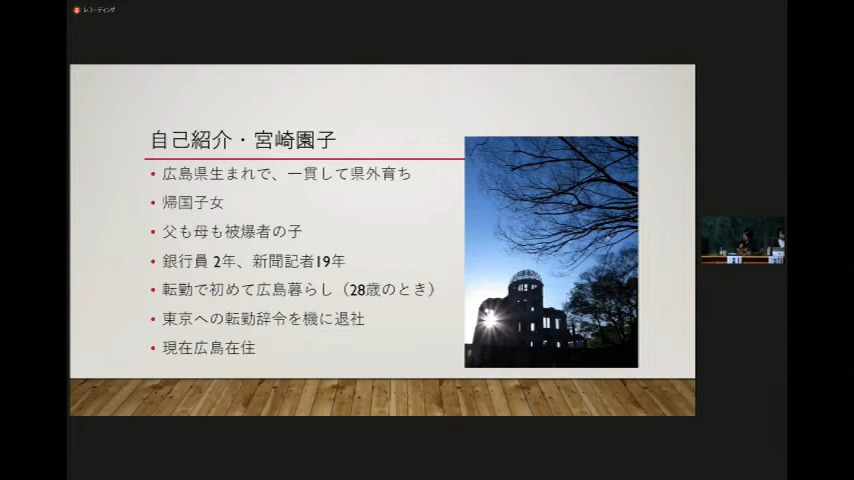 レコーディング
自己紹介・宮崎園子
• 広島県生まれで、一貫して県外育ち
• 帰国子女
• 父も母も被爆者の子
• 銀行員 2年、新聞記者19年
• 転勤で初めて広島暮らし（28歳のとき）
• 東京への転勤辞令を機に退社
• 現在広島在住